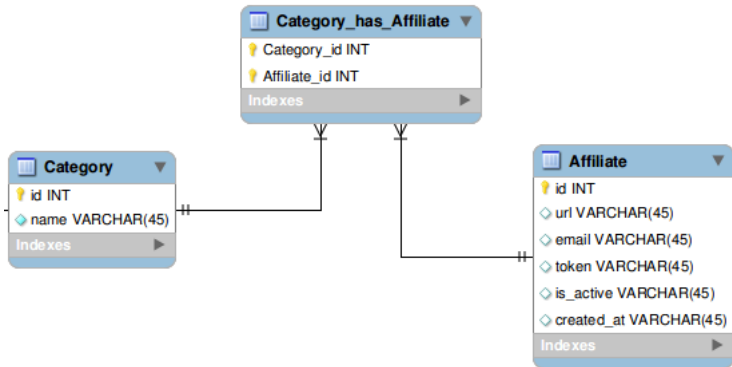 Category_has_Affiliate
Category_id INT
Affiliate_id INT
Indexes
Category
id INT
name VARCHAR(45)
Indexes
Affiliate
id INT
url VARCHAR(45)
email VARCHAR(45)
token VARCHAR(45)
is_active VARCHAR(45)
created_at VARCHAR(45)
Indexes